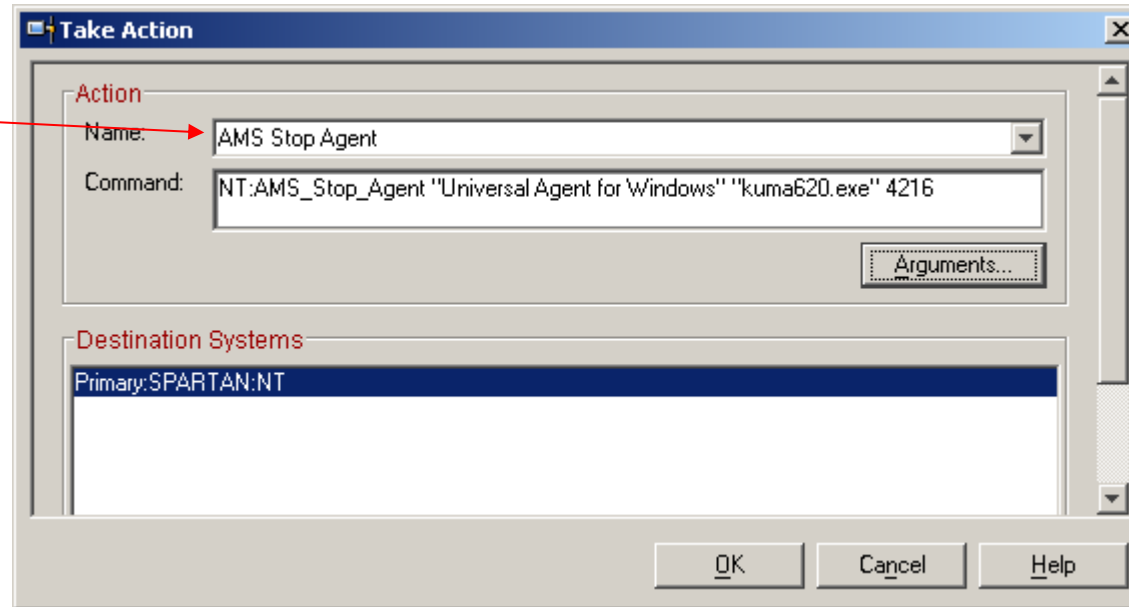 Take Action
Action
Name:
AMS Stop Agent
Command:
NT:AMS_Stop_Agent "Universal Agent for Windows" "kuma620.exe" 4216
Arguments...
Destination Systems
Primary:SPARTAN:NT
OK
Cancel
Help